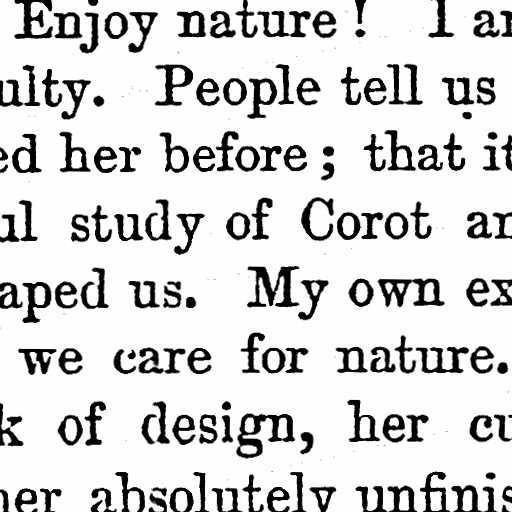 Enjoy nature! I
ulty. People tell us
ed her before; that it
ul study of Corot an
aped us. My own ex
we care for nature.
k of design, her cu
her absolutely unfinis